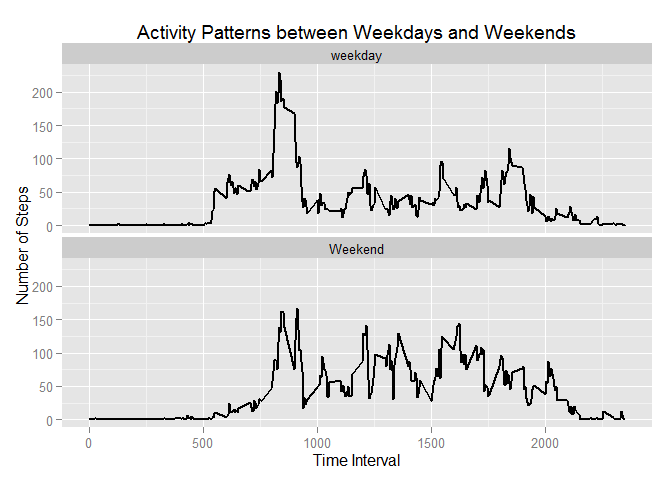 Activity Patterns between Weekdays and Weekends
weekday
200
150
100
50
0
Number of Steps
Weekend
200
150
100
50
0
0 500 1000 1500 2000
Time Interval